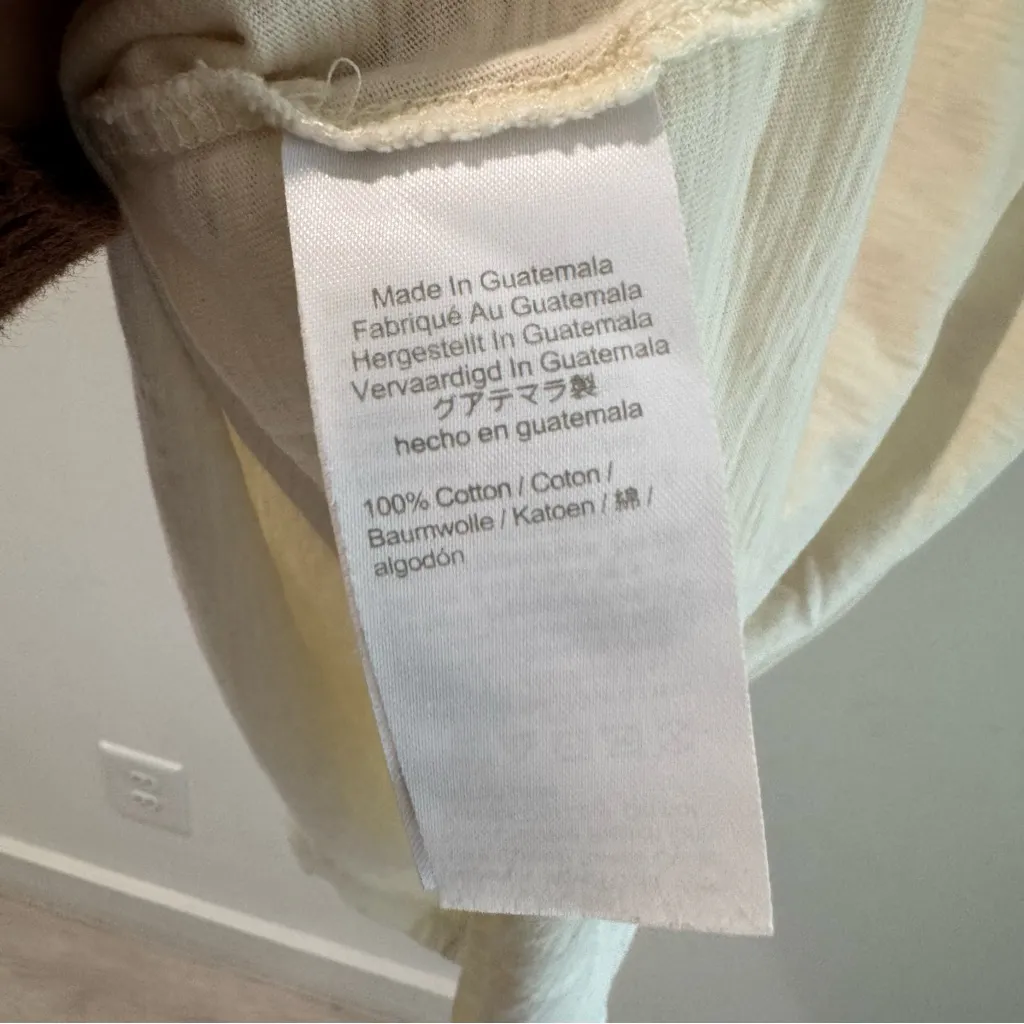 Made In Guatemala
Fabriqué Au Guatemala
Hergestellt In Guatemala
Vervaardigd In Guatemala
グアテマラ製
hecho en guatemala
100% Cotton / Coton /
Baumwolle / Katoen / 綿 /
algodón